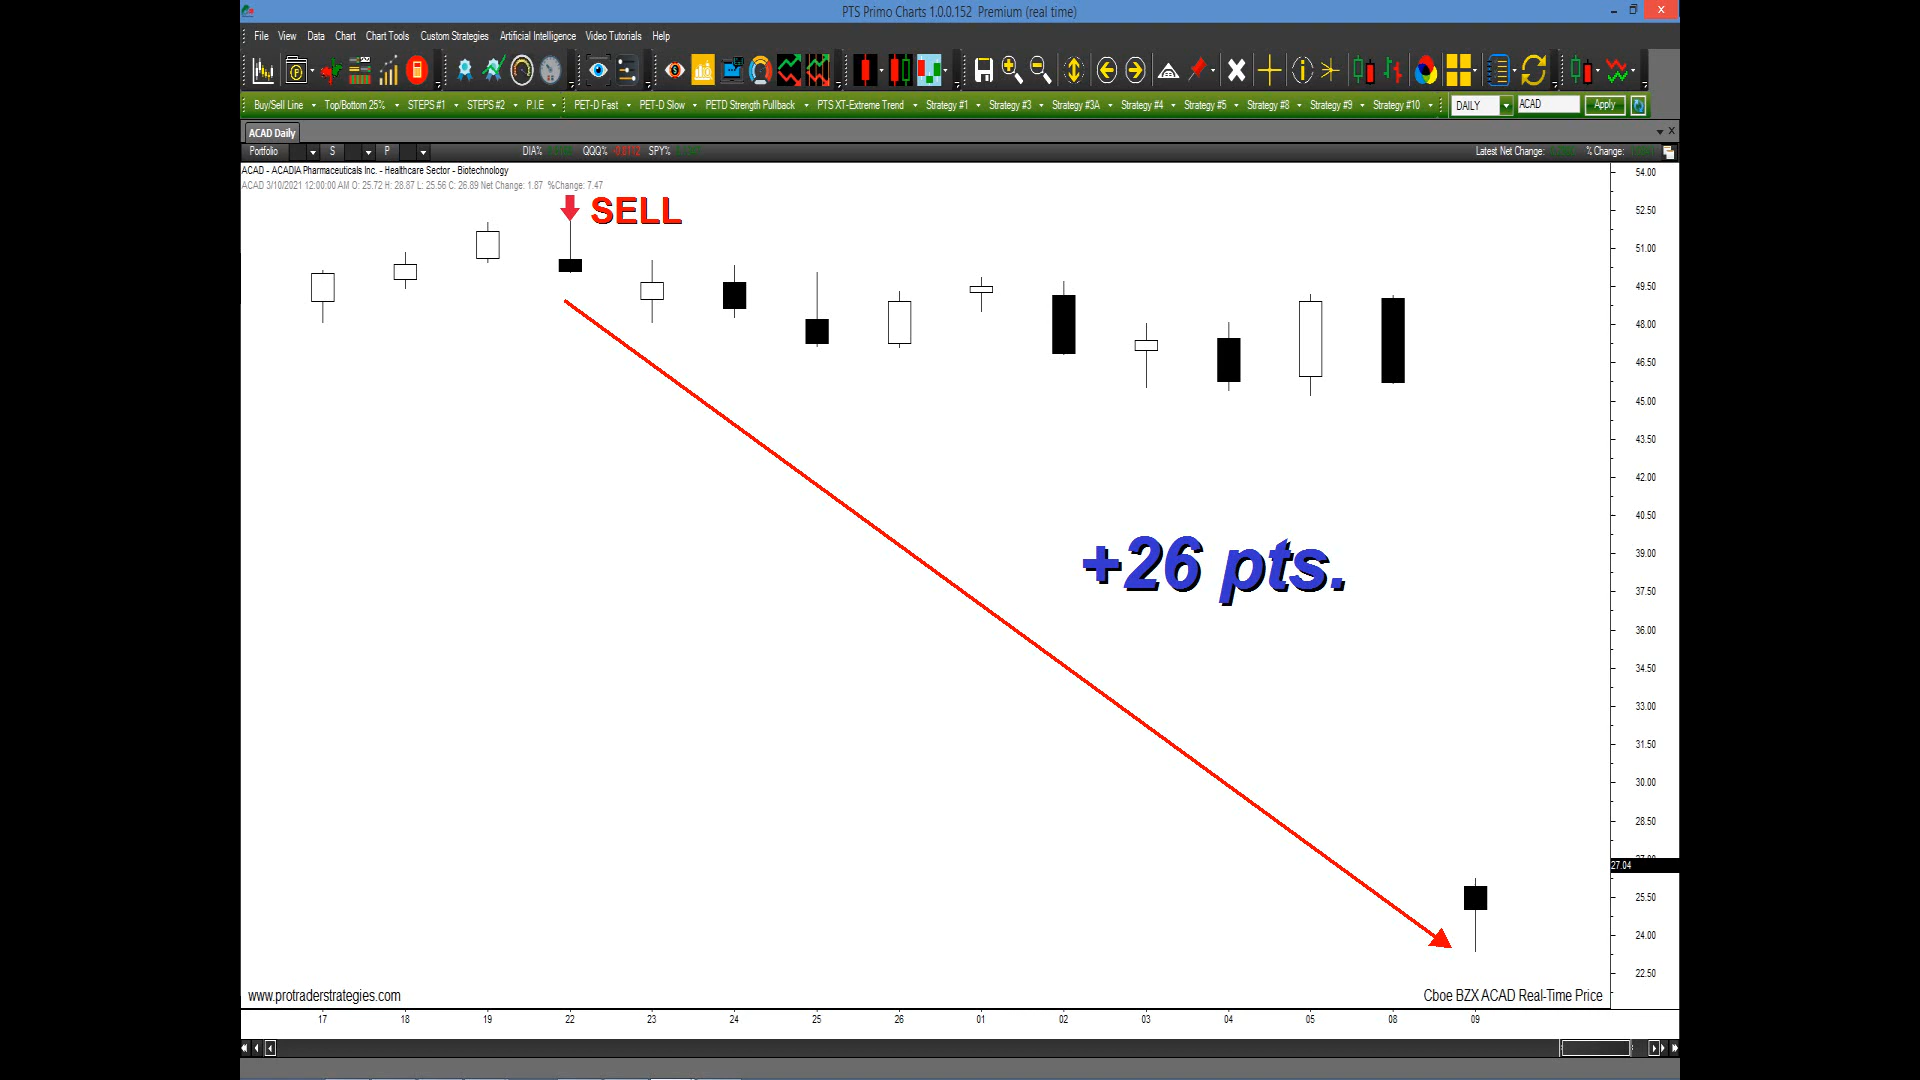 PTS Primo Charts 1.0.0.152 Premium (real time)
File View Data Chart Chart Tools Custom Strategies Artificial Intelligence Video Tutorials Help
Buy/Sell Line Top/Bottom 25% STEPS #1 STEPS #2 P.I.E PET-D Fast PET-D Slow PETD Strength Pullback PTS XT-Extreme Trend Strategy #1 Strategy #3 Strategy #3A Strategy #4 Strategy #5 Strategy #8 Strategy #9 Strategy #10 DAILY ACAD Apply
ACAD Daily
Portfolio S P DIA% QQQ% SPY% Latest Net Change: % Change:
ACAD - ACADIA Pharmaceuticals Inc. - Healthcare Sector - Biotechnology
ACAD 3/10/2021 12:00:00 AM O: 25.72 H: 28.87 L: 25.56 C: 26.89 Net Change: 1.87 %Change: 7.47
SELL
+26 pts.
54.00
52.50
51.00
49.50
48.00
46.50
45.00
43.50
42.00
40.50
39.00
37.50
36.00
34.50
33.00
31.50
30.00
28.50
27.04
25.50
24.00
22.50
www.protraderstrategies.com
Cboe BZX ACAD Real-Time Price
17 18 19 22 23 24 25 26 01 02 03 04 05 08 09